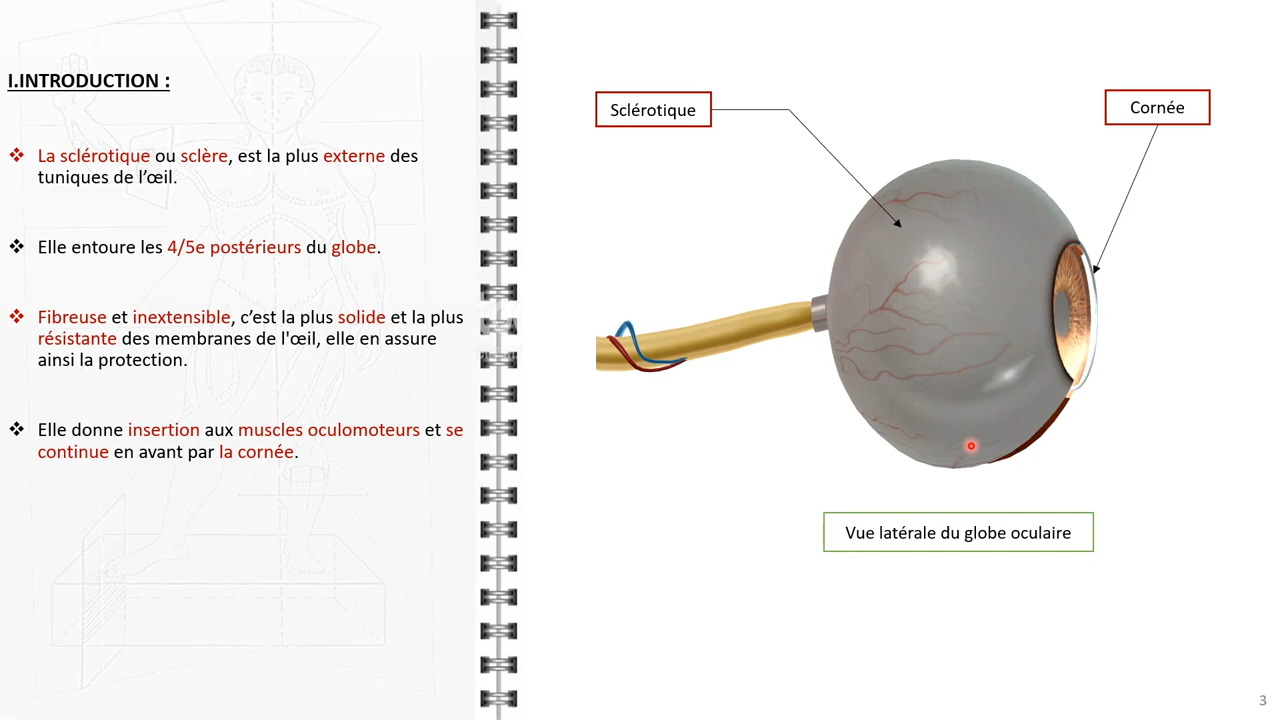 I.INTRODUCTION :
La sclérotique ou sclère, est la plus externe des
tuniques de l’œil.
Elle entoure les 4/5e postérieurs du globe.
Fibreuse et inextensible, c’est la plus solide et la plus
résistante des membranes de l'œil, elle en assure
ainsi la protection.
Elle donne insertion aux muscles oculomoteurs et se
continue en avant par la cornée.
Sclérotique
Cornée
Vue latérale du globe oculaire
3